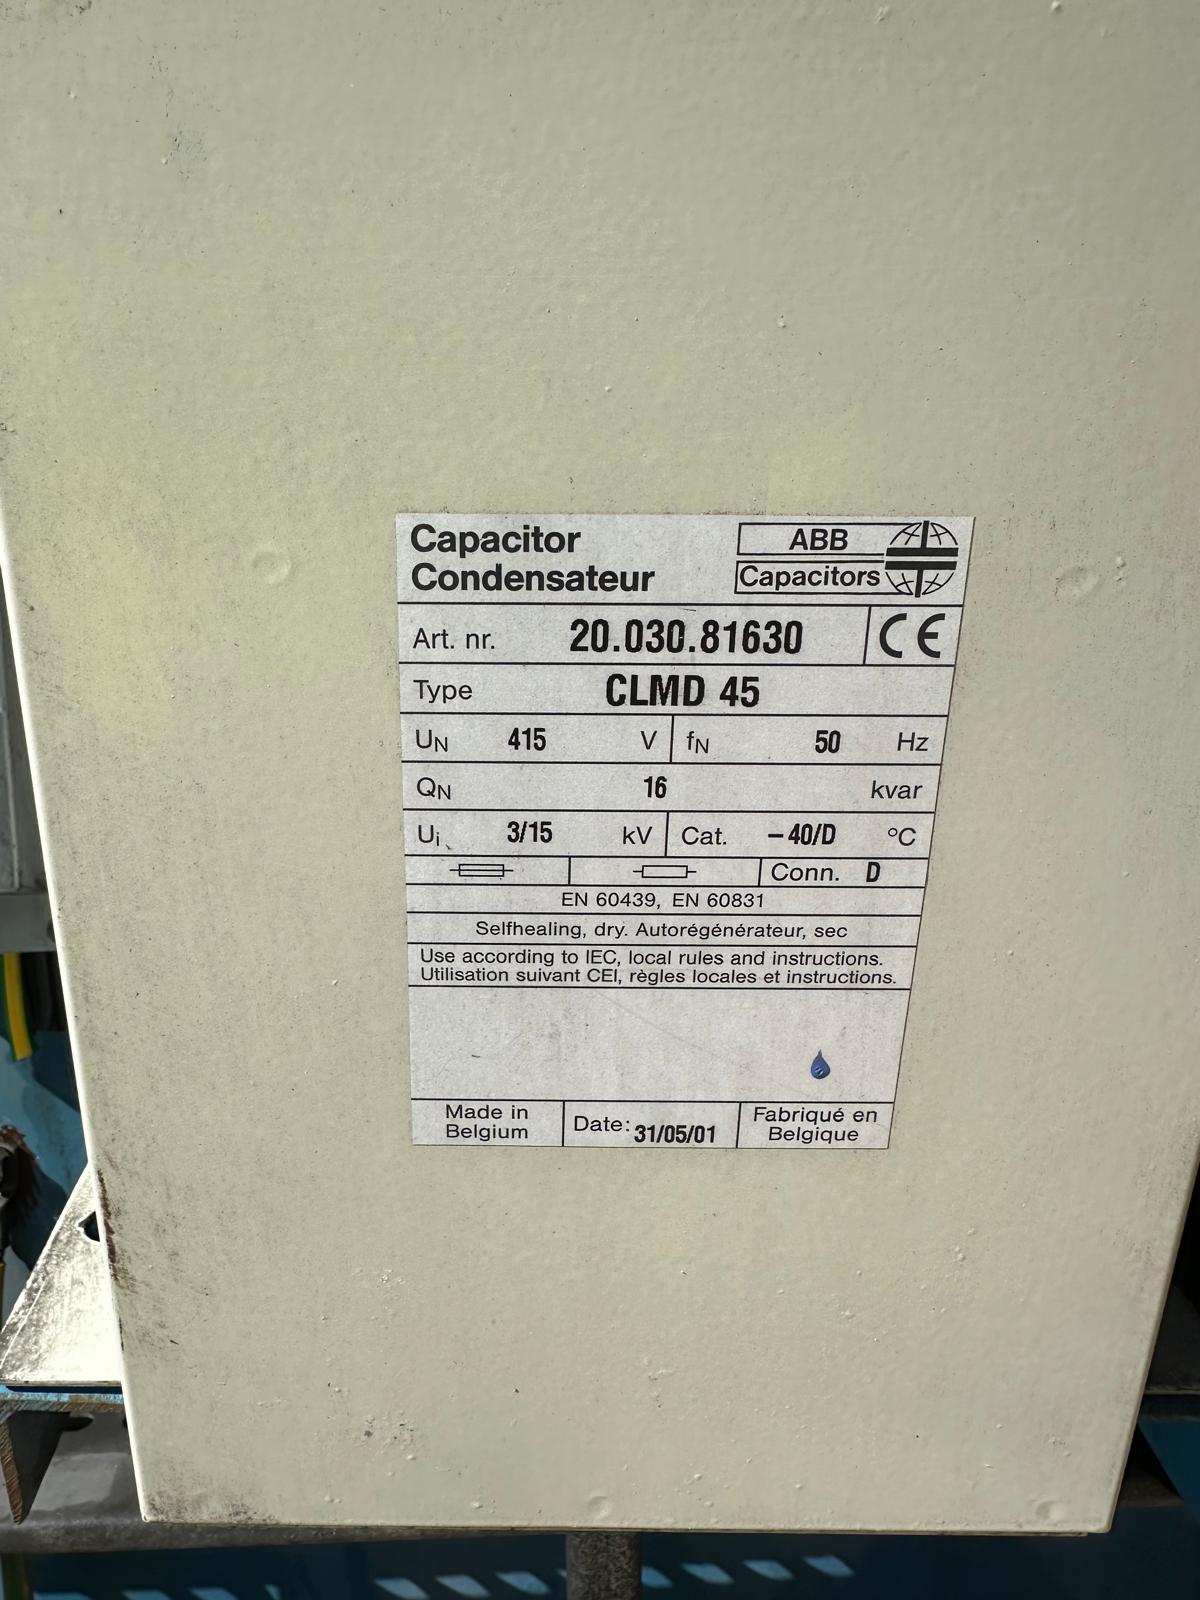 Capacitor
Condensateur
ABB
Capacitors
Art. nr. 20.030.81630 CE
Type CLMD 45
UN 415 V fN 50 Hz
QN 16 kvar
Ui 3/15 kV Cat. -40/D °C
Conn. D
EN 60439, EN 60831
Selfhealing, dry. Autorégénérateur, sec
Use according to IEC, local rules and instructions.
Utilisation suivant CEI, règles locales et instructions.
Made in
Belgium
Date: 31/05/01
Fabriqué en
Belgique